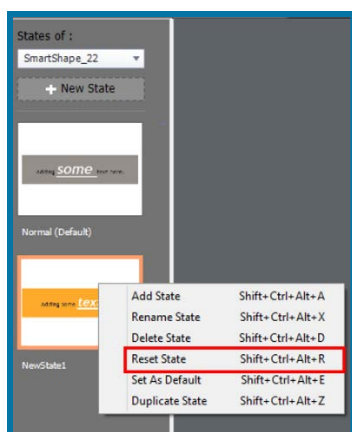 States of :
SmartShape_22
+ New State
Adding some text here.
Normal (Default)
Adding some tex
NewState1
Add State Shift+Ctrl+Alt+A
Rename State Shift+Ctrl+Alt+X
Delete State Shift+Ctrl+Alt+D
Reset State Shift+Ctrl+Alt+R
Set As Default Shift+Ctrl+Alt+E
Duplicate State Shift+Ctrl+Alt+Z